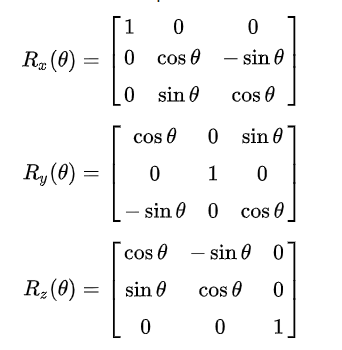 R_x(θ) = [ 1 0 0
0 cos θ − sin θ
0 sin θ cos θ ]
R_y(θ) = [ cos θ 0 sin θ
0 1 0
− sin θ 0 cos θ ]
R_z(θ) = [ cos θ − sin θ 0
sin θ cos θ 0
0 0 1 ]